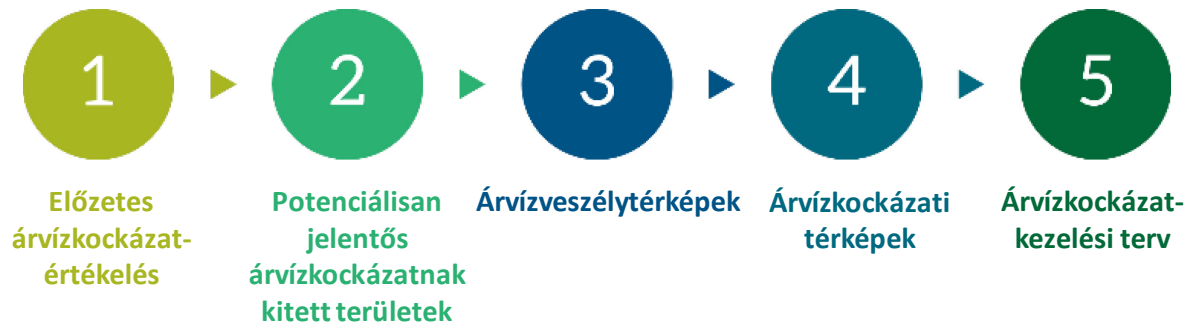 1
2
3
4
5
Előzetes
árvízkockázat-
értékelés
Potenciálisan
jelentős
árvízkockázatnak
kitett területek
Árvízveszélytérképek
Árvízkockázati
térképek
Árvízkockázat-
kezelési terv